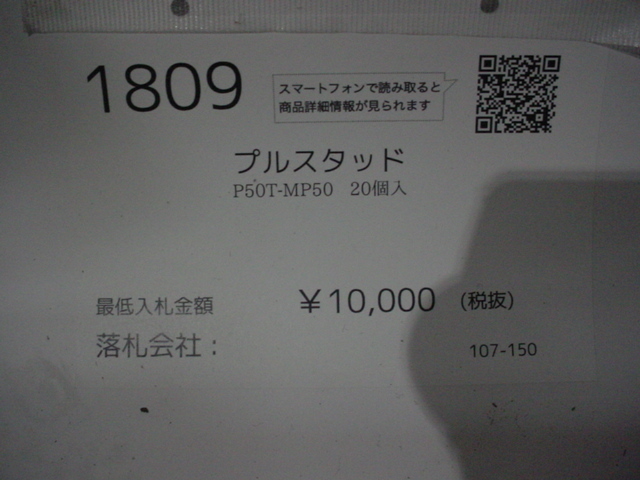 1809
スマートフォンで読み取ると
商品詳細情報が見られます
プルスタッド
P50T-MP50 20個入
最低入札金額 ￥10,000 (税抜)
落札会社：
107-150